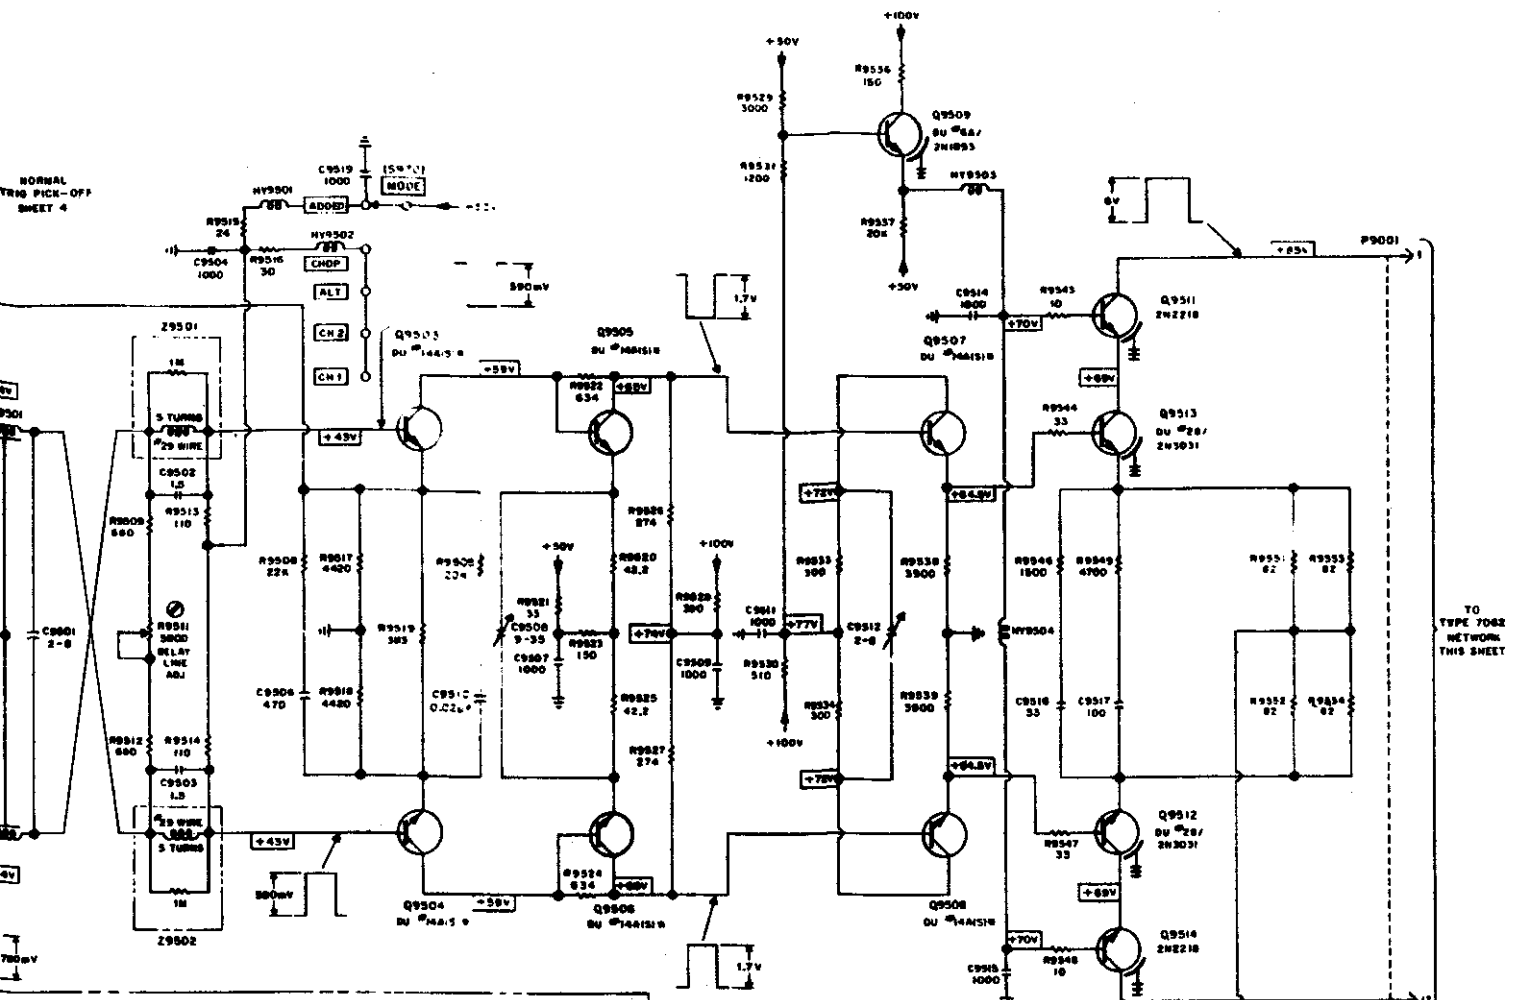 +100V
+50V
R9536
150
R9529
3000
Q9509
2N1893
C9519
1000
MODE
R9531
1200
NORMAL
TRIG PICK-OFF
SHEET 4
HY9501
HY9503
ADDED
R9515
24
R9537
20K
6V
HY9502
P9001
1
C9504
1000
R9516
30
CHOP
590mV
+50V
ALT
1.7V
C9514
1000
R9543
10
Q9511
2N2218
Z9501
CH 2
Q9503
Q9505
+70V
Q9507
1M
CH 1
+59V
R9522
634
+65V
+69V
5 TURNS
#29 WIRE
+43V
R9544
33
Q9513
DU #28/
2N3031
C9502
1.5
+72V
+64.8V
R9509
680
R9513
110
R9526
274
R9508
22K
R9517
4420
+50V
R9520
42.2
+100V
R9533
300
R9538
3900
R9546
1500
R9549
4700
R9551
82
R9553
82
R9521
33
R9528
390
R9511
500Ω
DELAY
LINE
ADJ
R9519
383
C9508
9-35
R9523
150
+74V
C9511
1000
+77V
C9512
2-8
HY9504
TO
TYPE 7062
NETWORK
THIS SHEET
2-8
C9507
1000
C9509
1000
R9530
510
C9506
470
R9518
4420
R9525
42.2
R9534
300
R9539
3900
C9516
33
C9517
100
R9552
82
82
+100V
R9512
680
R9514
110
R9527
274
+72V
+64.8V
C9503
1.5
#29 WIRE
5 TURNS
+43V
R9547
33
Q9512
DU #28/
2N3031
1M
590mV
R9524
634
+59V
Q9504
Q9506
Q9508
+69V
Z9502
+70V
Q9514
2N2218
780mV
1.7V
C9515
1000
R9548
10